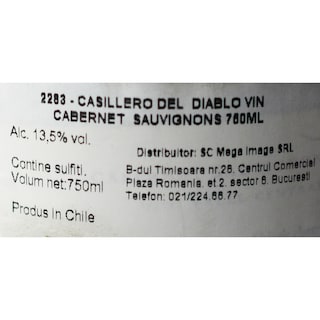 2283 - CASILLERO DEL DIABLO VIN
CABERNET SAUVIGNONS 750ML
Alc. 13,5% vol.
Distribuitor: SC Mega Image SRL
Contine sulfiti.
B-dul Timisoara nr.26, Centrul Comercial
Volum net:750ml
Plaza Romania, et.2, sector 6, Bucuresti
Telefon: 021/224.66.77
Produs in Chile